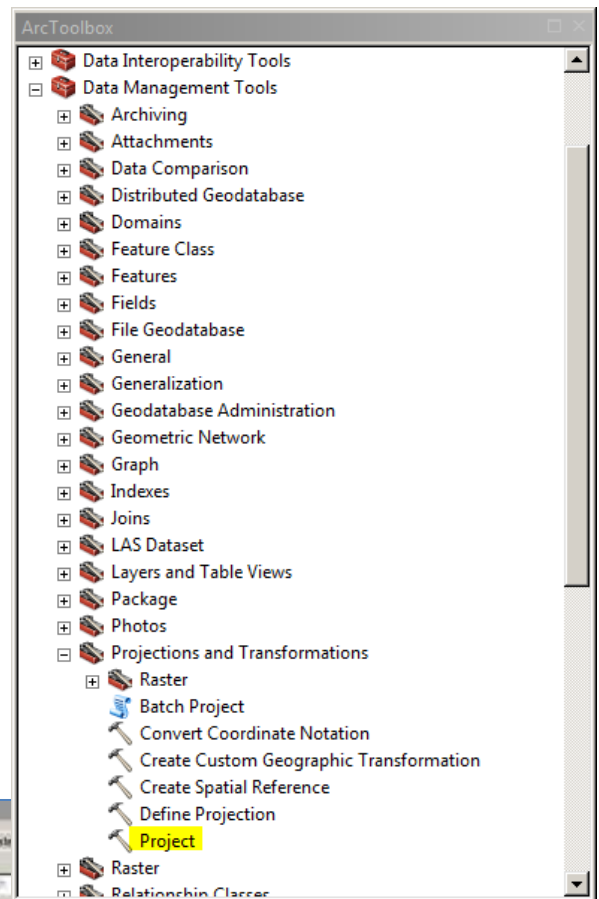 ArcToolbox
Data Interoperability Tools
Data Management Tools
Archiving
Attachments
Data Comparison
Distributed Geodatabase
Domains
Feature Class
Features
Fields
File Geodatabase
General
Generalization
Geodatabase Administration
Geometric Network
Graph
Indexes
Joins
LAS Dataset
Layers and Table Views
Package
Photos
Projections and Transformations
Raster
Batch Project
Convert Coordinate Notation
Create Custom Geographic Transformation
Create Spatial Reference
Define Projection
Project
Raster
Relationship Classes